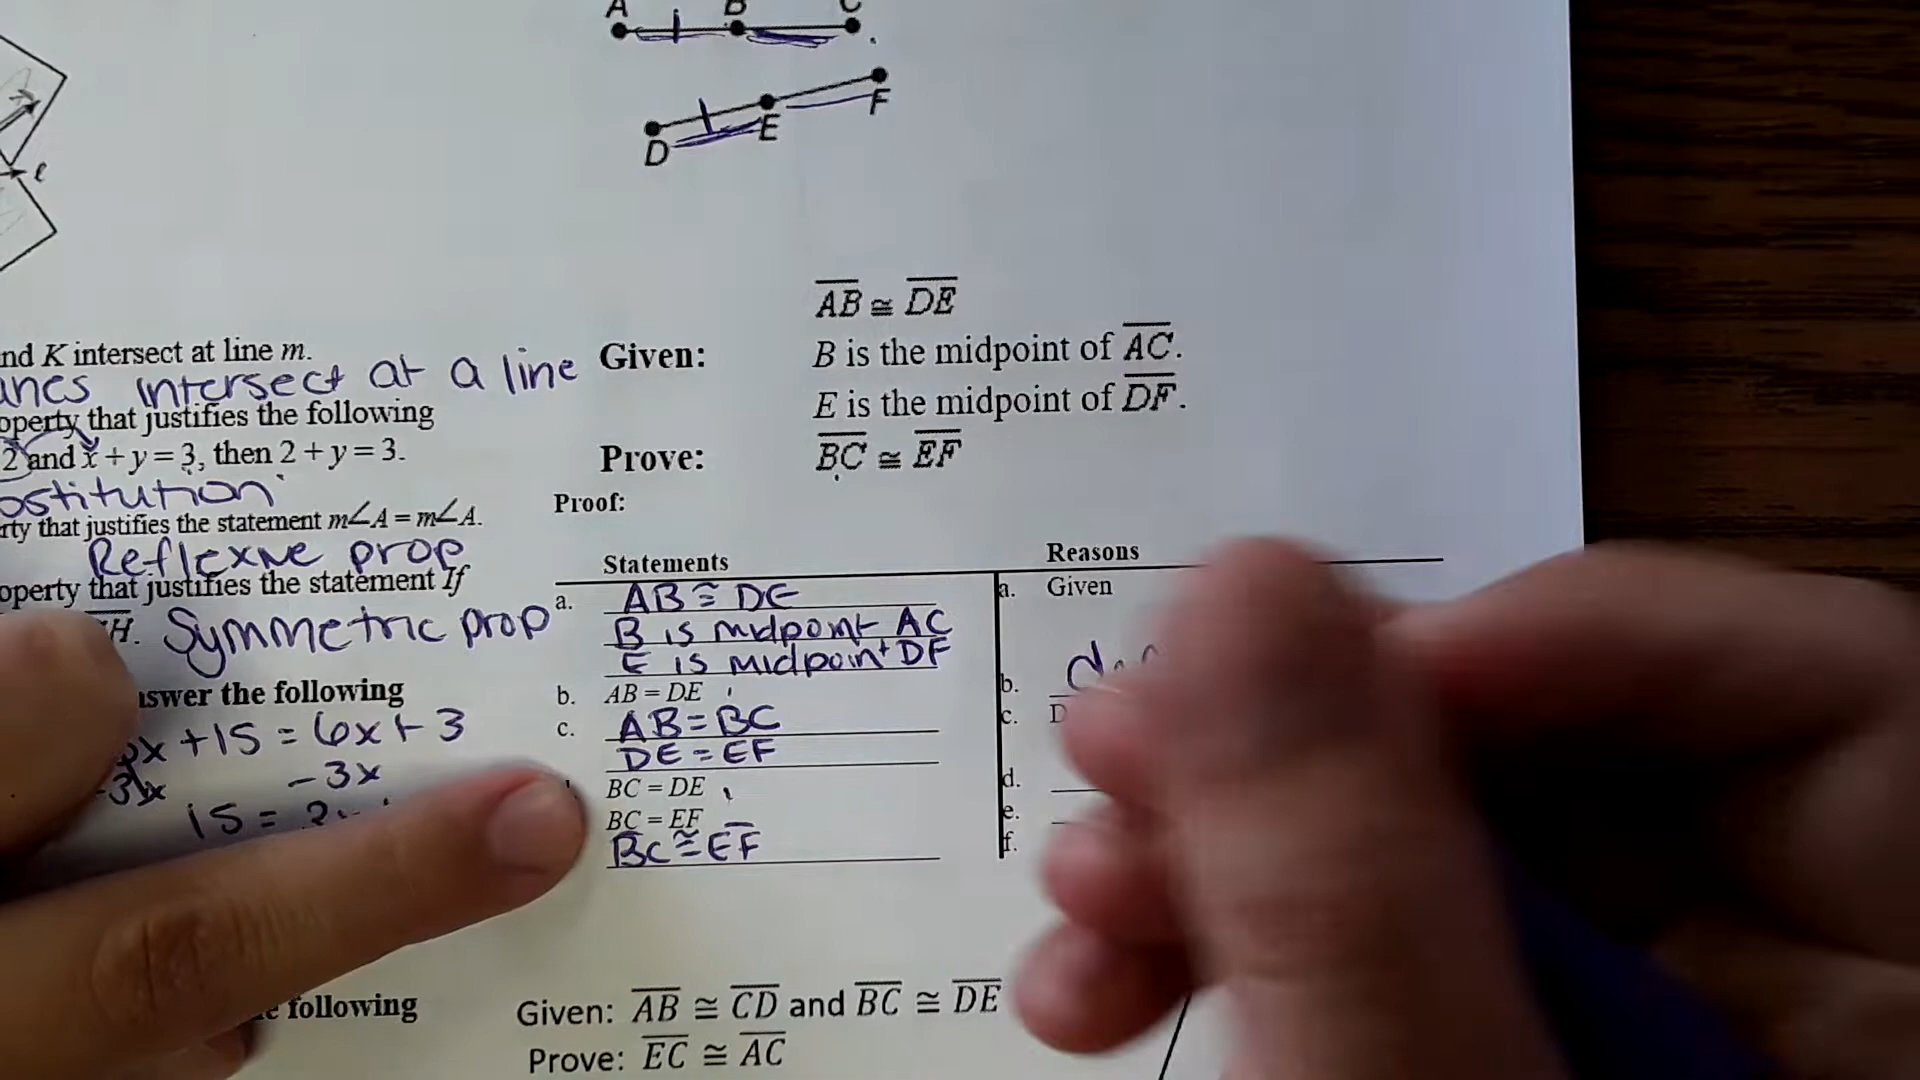 A B C
F
E
D
ℓ
nd K intersect at line m.
intersect at a line
operty that justifies the following
2 and x + y = 3, then 2 + y = 3.
ostitution
rty that justifies the statement m∠A = m∠A.
Reflexive prop
operty that justifies the statement If
H. Symmetric prop
swer the following
x + 15 = 6x + 3
-3x -3x
15 =
following
Given:
AB ≅ DE
B is the midpoint of AC.
E is the midpoint of DF.
Prove: BC ≅ EF
Proof:
Statements Reasons
a. AB ≅ DE a. Given
B is midpoint AC
E is midpoint DF
b. AB = DE b.
c. AB = BC c. D
DE = EF
BC = DE d.
BC = EF e.
BC ≅ EF f.
Given: AB ≅ CD and BC ≅ DE
Prove: EC ≅ AC